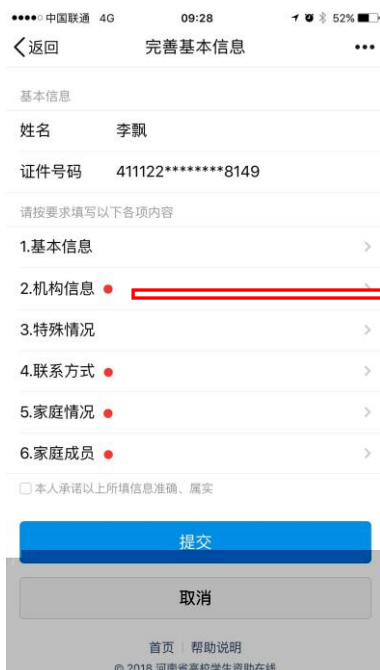 中国联通 4G 09:28 52%
返回 完善基本信息
基本信息
姓名 李飘
证件号码 411122********8149
请按要求填写以下各项内容
1.基本信息
2.机构信息
3.特殊情况
4.联系方式
5.家庭情况
6.家庭成员
本人承诺以上所填信息准确、属实
提交
取消
首页 | 帮助说明
© 2018 河南省高校学生资助在线